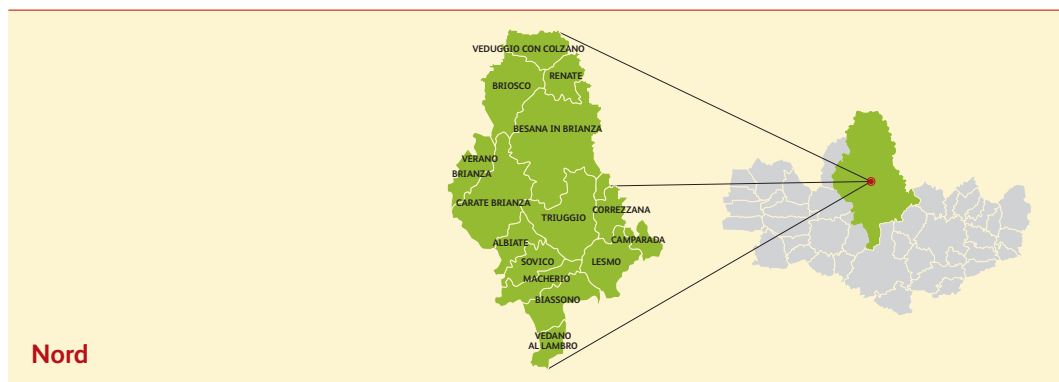 VEDUGGIO CON COLZANO
RENATE
BRIOSCO
BESANA IN BRIANZA
VERANO
BRIANZA
CARATE BRIANZA
CORREZZANA
TRIUGGIO
CAMPARADA
ALBIATE
SOVICO
LESMO
MACHERIO
BIASSONO
VEDANO
AL LAMBRO
Nord